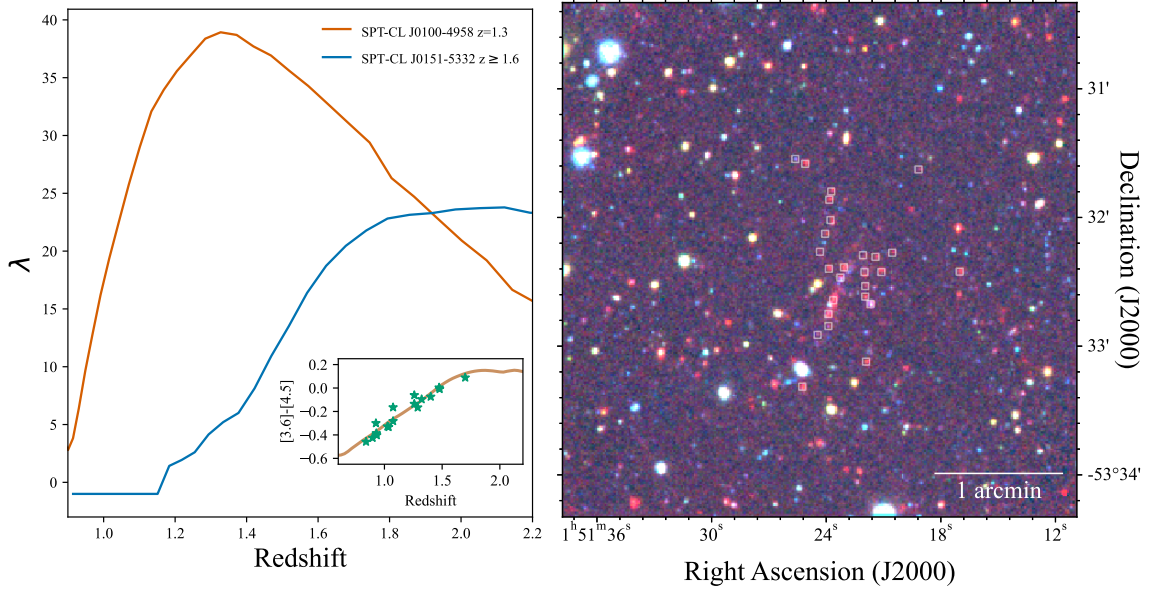 40
35
30
25
20
15
10
5
0
λ
SPT-CL J0100-4958 z=1.3
SPT-CL J0151-5332 z ≥ 1.6
0.2
0.0
−0.2
−0.4
−0.6
[3.6]-[4.5]
1.0 1.5 2.0
Redshift
1.0 1.2 1.4 1.6 1.8 2.0 2.2
Redshift
31'
32'
33'
-53°34'
Declination (J2000)
1 arcmin
1ʰ51ᵐ36ˢ 30ˢ 24ˢ 18ˢ 12ˢ
Right Ascension (J2000)